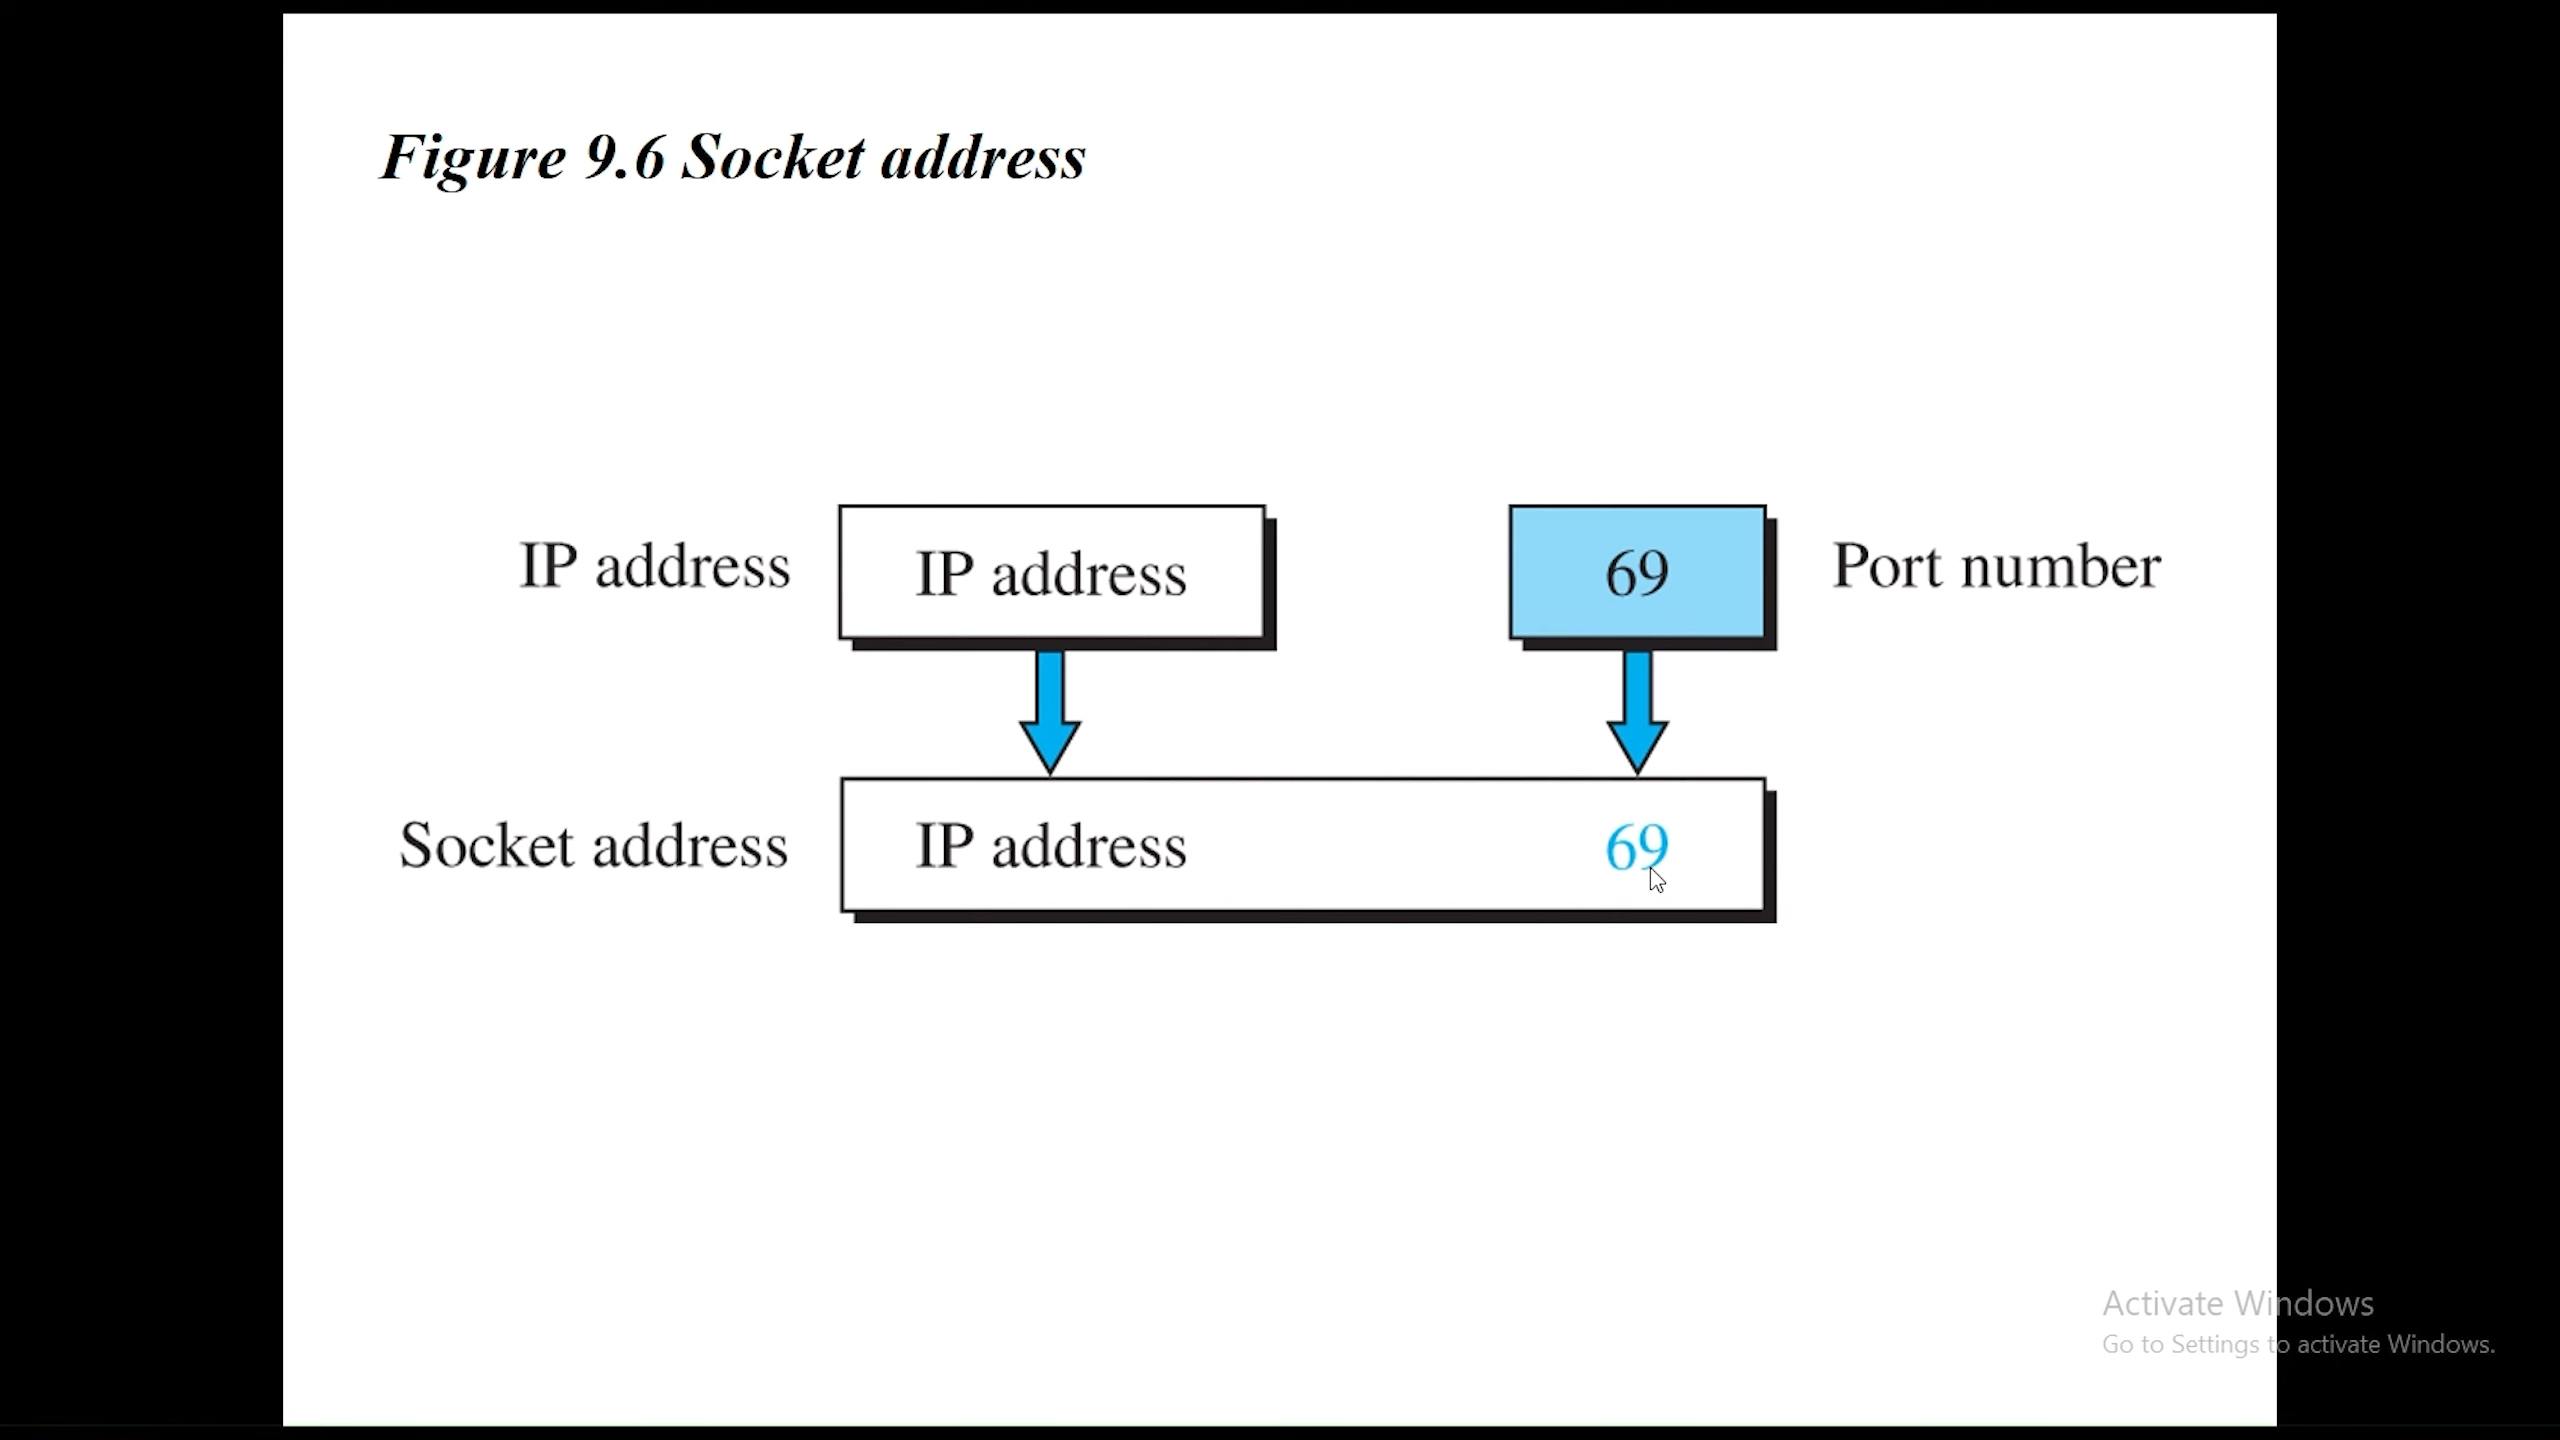 Figure 9.6 Socket address
IP address IP address 69 Port number
Socket address IP address 69
Activate Windows
Go to Settings to activate Windows.